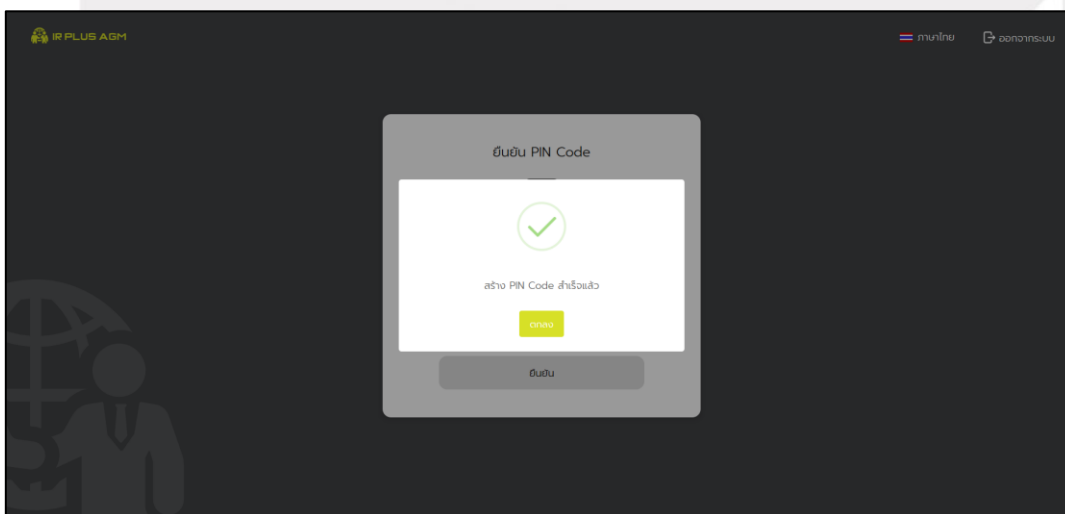 IR PLUS AGM
ภาษาไทย
ออกจากระบบ
ยืนยัน PIN Code
สร้าง PIN Code สำเร็จแล้ว
ตกลง
ยืนยัน